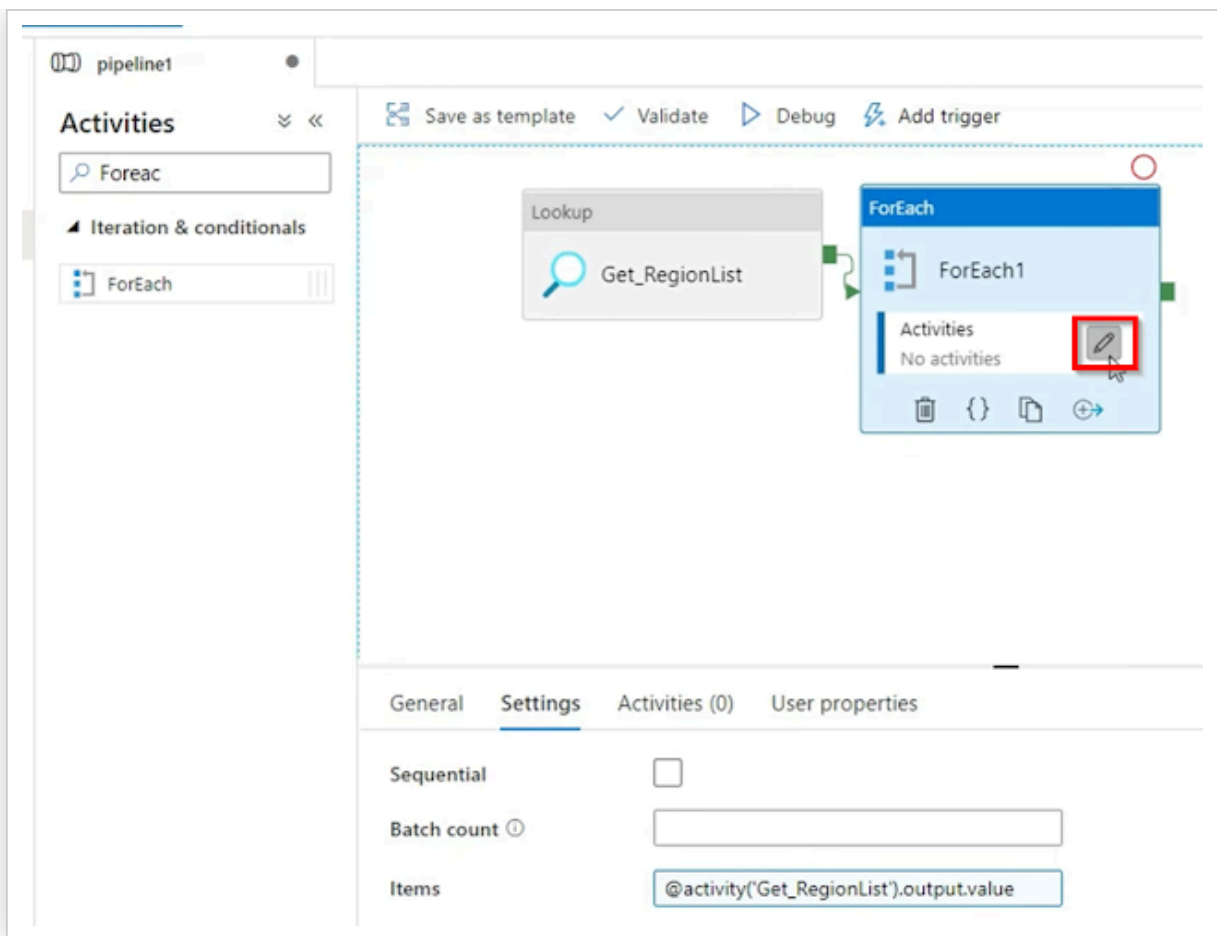 pipeline1
Activities
Save as template Validate Debug Add trigger
Foreac
Iteration & conditionals
ForEach
Lookup
Get_RegionList
ForEach
ForEach1
Activities
No activities
General Settings Activities (0) User properties
Sequential
Batch count
Items @activity('Get_RegionList').output.value